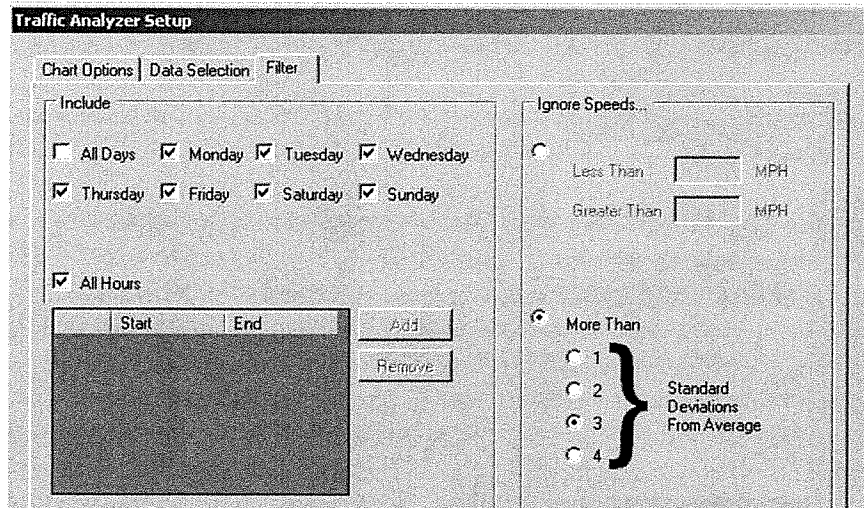 Traffic Analyzer Setup
Chart Options Data Selection Filter
Include
All Days Monday Tuesday Wednesday
Thursday Friday Saturday Sunday
All Hours
Start End
Add
Remove
Ignore Speeds...
Less Than MPH
Greater Than MPH
More Than
1
2
3
4
Standard
Deviations
From Average